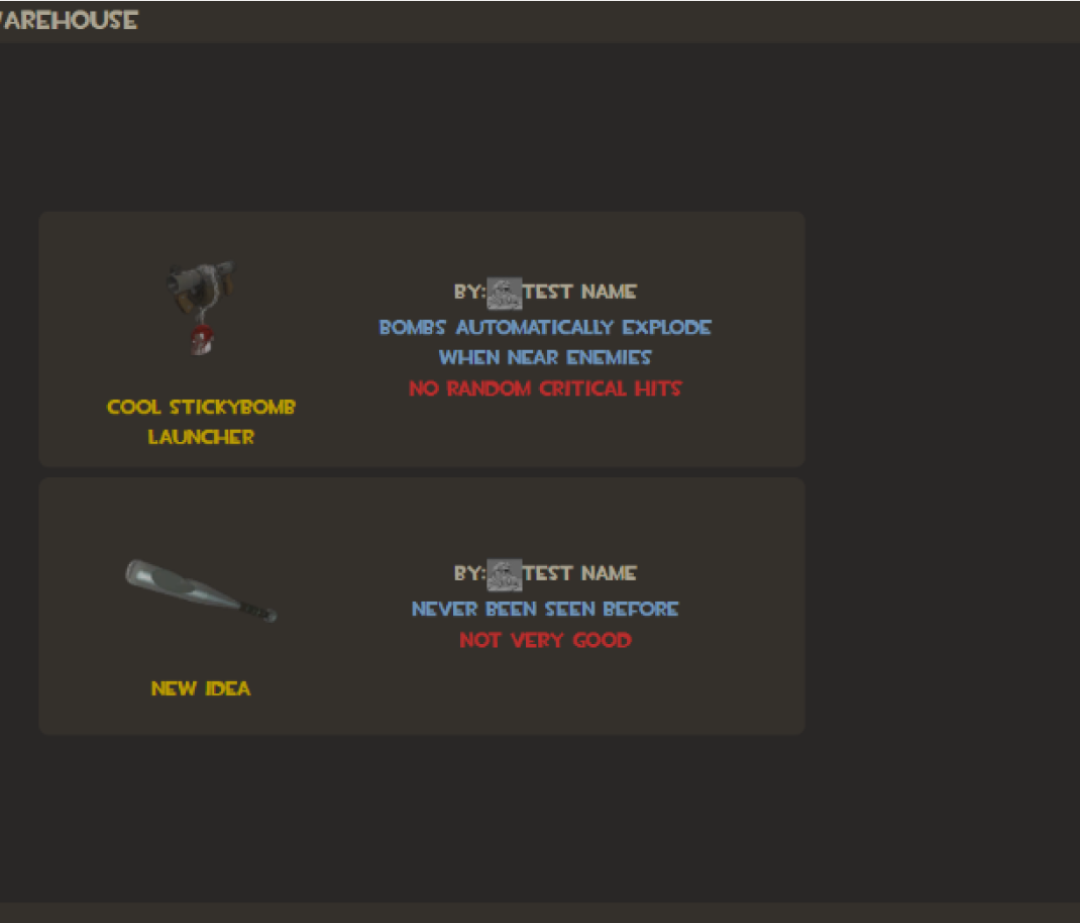 AREHOUSE
BY: TEST NAME
BOMBS AUTOMATICALLY EXPLODE
WHEN NEAR ENEMIES
NO RANDOM CRITICAL HITS
COOL STICKYBOMB
LAUNCHER
BY: TEST NAME
NEVER BEEN SEEN BEFORE
NOT VERY GOOD
NEW IDEA